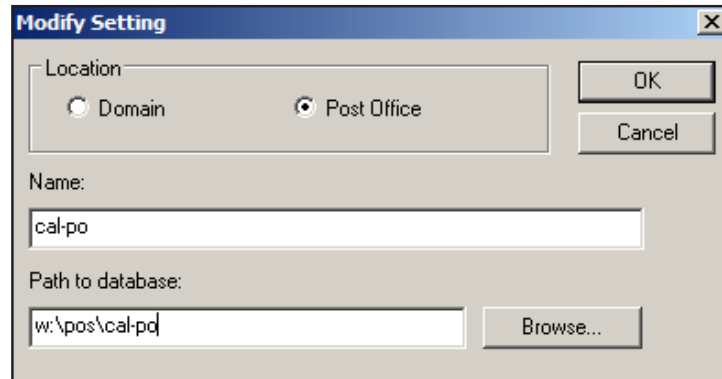 Modify Setting
Location
Domain
Post Office
OK
Cancel
Name:
cal-po
Path to database:
w:\pos\cal-po
Browse...